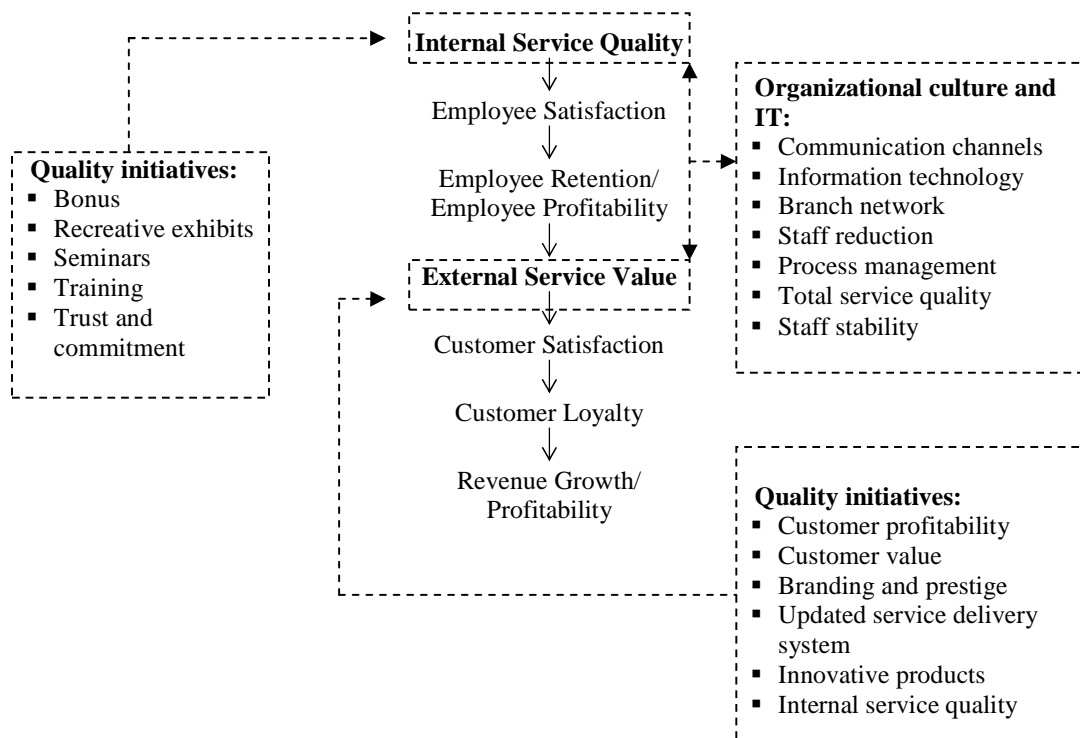 Internal Service Quality
Employee Satisfaction
Employee Retention/
Employee Profitability
External Service Value
Customer Satisfaction
Customer Loyalty
Revenue Growth/
Profitability
Quality initiatives:
▪ Bonus
▪ Recreative exhibits
▪ Seminars
▪ Training
▪ Trust and
commitment
Organizational culture and
IT:
▪ Communication channels
▪ Information technology
▪ Branch network
▪ Staff reduction
▪ Process management
▪ Total service quality
▪ Staff stability
Quality initiatives:
▪ Customer profitability
▪ Customer value
▪ Branding and prestige
▪ Updated service delivery
system
▪ Innovative products
▪ Internal service quality